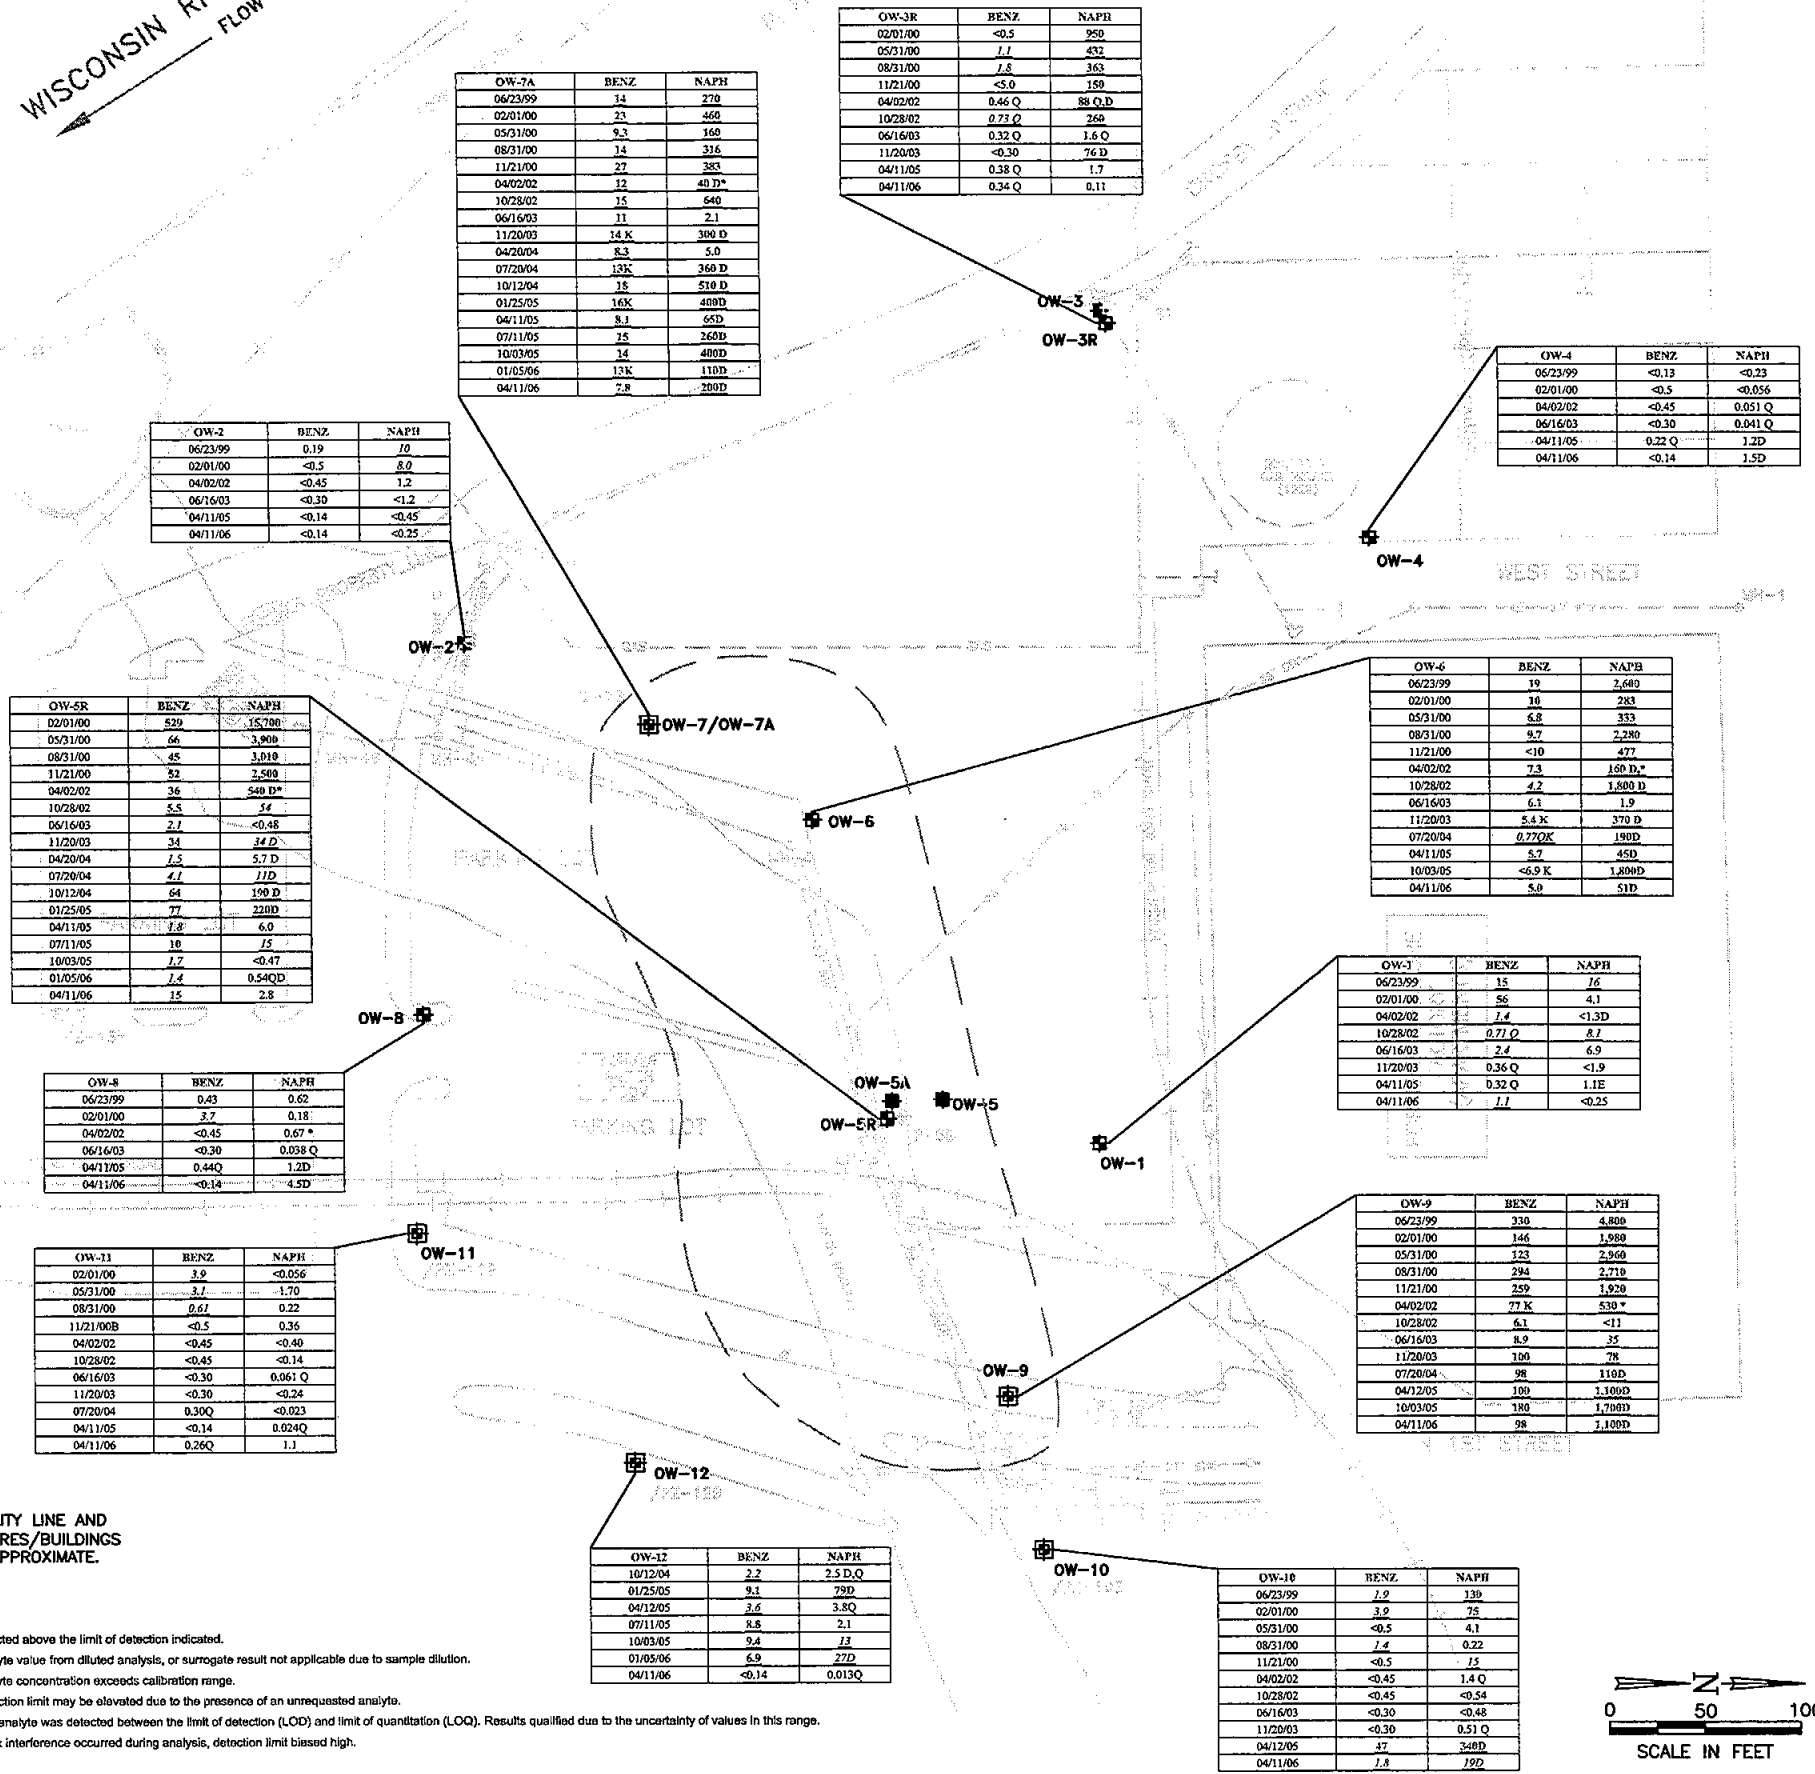 WISCONSIN
FLOW
OW-3R BENZ NAPH
02/01/00 <0.5 950
05/31/00 1.1 432
08/31/00 1.8 363
11/21/00 <5.0 150
04/02/02 0.46 Q 88 Q,D
10/28/02 0.73 Q 260
06/16/03 0.32 Q 1.6 Q
11/20/03 <0.30 76 D
04/11/05 0.38 Q 1.7
04/11/06 0.34 Q 0.11
OW-7A BENZ NAPH
06/23/99 14 270
02/01/00 23 460
05/31/00 9.3 160
08/31/00 14 316
11/21/00 27 383
04/02/02 12 40 D*
10/28/02 15 640
06/16/03 11 2.1
11/20/03 14 K 300 D
04/20/04 8.3 5.0
07/20/04 13K 360 D
10/12/04 18 510 D
01/25/05 16K 400D
04/11/05 8.1 65D
07/11/05 15 260D
10/03/05 14 400D
01/05/06 13K 110D
04/11/06 7.8 200D
OW-3
OW-3R
OW-4 BENZ NAPH
06/23/99 <0.13 <0.23
02/01/00 <0.5 <0.056
04/02/02 <0.45 0.051 Q
06/16/03 <0.30 0.041 Q
04/11/05 0.22 Q 1.2D
04/11/06 <0.14 1.5D
OW-2 BENZ NAPH
06/23/99 0.19 10
02/01/00 <0.5 8.0
04/02/02 <0.45 1.2
06/16/03 <0.30 <1.2
04/11/05 <0.14 <0.45
04/11/06 <0.14 <0.25
OW-4
WEST STREET
MH-1
OW-2
OW-6 BENZ NAPH
06/23/99 19 2,600
02/01/00 10 283
05/31/00 6.8 333
08/31/00 9.7 2,280
11/21/00 <10 477
04/02/02 7.3 160 D,*
10/28/02 4.2 1,800 D
06/16/03 6.1 1.9
11/20/03 5.4 K 370 D
07/20/04 0.77QK 190D
04/11/05 5.7 45D
10/03/05 <6.9 K 1,800D
04/11/06 5.0 51D
OW-5R BENZ NAPH
02/01/00 529 15,700
05/31/00 66 3,900
08/31/00 45 3,010
11/21/00 52 2,500
04/02/02 36 540 D*
10/28/02 5.5 54
06/16/03 2.1 <0.48
11/20/03 34 34 D
04/20/04 1.5 5.7 D
07/20/04 4.1 11D
10/12/04 64 190 D
01/25/05 77 220D
04/11/05 1.8 6.0
07/11/05 10 15
10/03/05 1.7 <0.47
01/05/06 1.4 0.54QD
04/11/06 15 2.8
OW-7/OW-7A
OW-6
OW-1 BENZ NAPH
06/23/99 15 16
02/01/00 56 4.1
04/02/02 1.4 <1.3D
10/28/02 0.71 Q 8.1
06/16/03 2.4 6.9
11/20/03 0.36 Q <1.9
04/11/05 0.32 Q 1.1E
04/11/06 1.1 <0.25
OW-8
OW-8 BENZ NAPH
06/23/99 0.43 0.62
02/01/00 3.7 0.18
04/02/02 <0.45 0.67 *
06/16/03 <0.30 0.038 Q
04/11/05 0.44Q 1.2D
04/11/06 <0.14 4.5D
OW-5A
OW-5
OW-5R
PARKING LOT
OW-1
OW-9 BENZ NAPH
06/23/99 330 4,800
02/01/00 146 1,980
05/31/00 123 2,960
08/31/00 294 2,710
11/21/00 259 1,920
04/02/02 77 K 530 *
10/28/02 6.1 <11
06/16/03 8.9 35
11/20/03 100 78
07/20/04 98 110D
04/12/05 100 1,100D
10/03/05 180 1,700D
04/11/06 98 1,100D
1ST STREET
OW-11
OW-11 BENZ NAPH
02/01/00 3.9 <0.056
05/31/00 3.1 1.70
08/31/00 0.61 0.22
11/21/00B <0.5 0.36
04/02/02 <0.45 <0.40
10/28/02 <0.45 <0.14
06/16/03 <0.30 0.061 Q
11/20/03 <0.30 <0.24
07/20/04 0.30Q <0.023
04/11/05 <0.14 0.024Q
04/11/06 0.26Q 1.1
OW-9
OW-12
OW-10
OW-12 BENZ NAPH
10/12/04 2.2 2.5 D,Q
01/25/05 9.1 79D
04/12/05 3.6 3.8Q
07/11/05 8.8 2.1
10/03/05 9.4 13
01/05/06 6.9 27D
04/11/06 <0.14 0.013Q
OW-10 BENZ NAPH
06/23/99 1.9 130
02/01/00 3.9 75
05/31/00 <0.5 4.1
08/31/00 1.4 0.22
11/21/00 <0.5 15
04/02/02 <0.45 1.4 Q
10/28/02 <0.45 <0.54
06/16/03 <0.30 <0.48
11/20/03 <0.30 0.51 Q
04/12/05 47 340D
04/11/06 1.8 19D
ITY LINE AND
RES/BUILDINGS
PPROXIMATE.
cted above the limit of detection indicated.
yte value from diluted analysis, or surrogate result not applicable due to sample dilution.
yte concentration exceeds calibration range.
ction limit may be elevated due to the presence of an unrequested analyte.
analyte was detected between the limit of detection (LOD) and limit of quantitation (LOQ). Results qualified due to the uncertainty of values in this range.
x interference occurred during analysis, detection limit biased high.
N
0 50 100
SCALE IN FEET